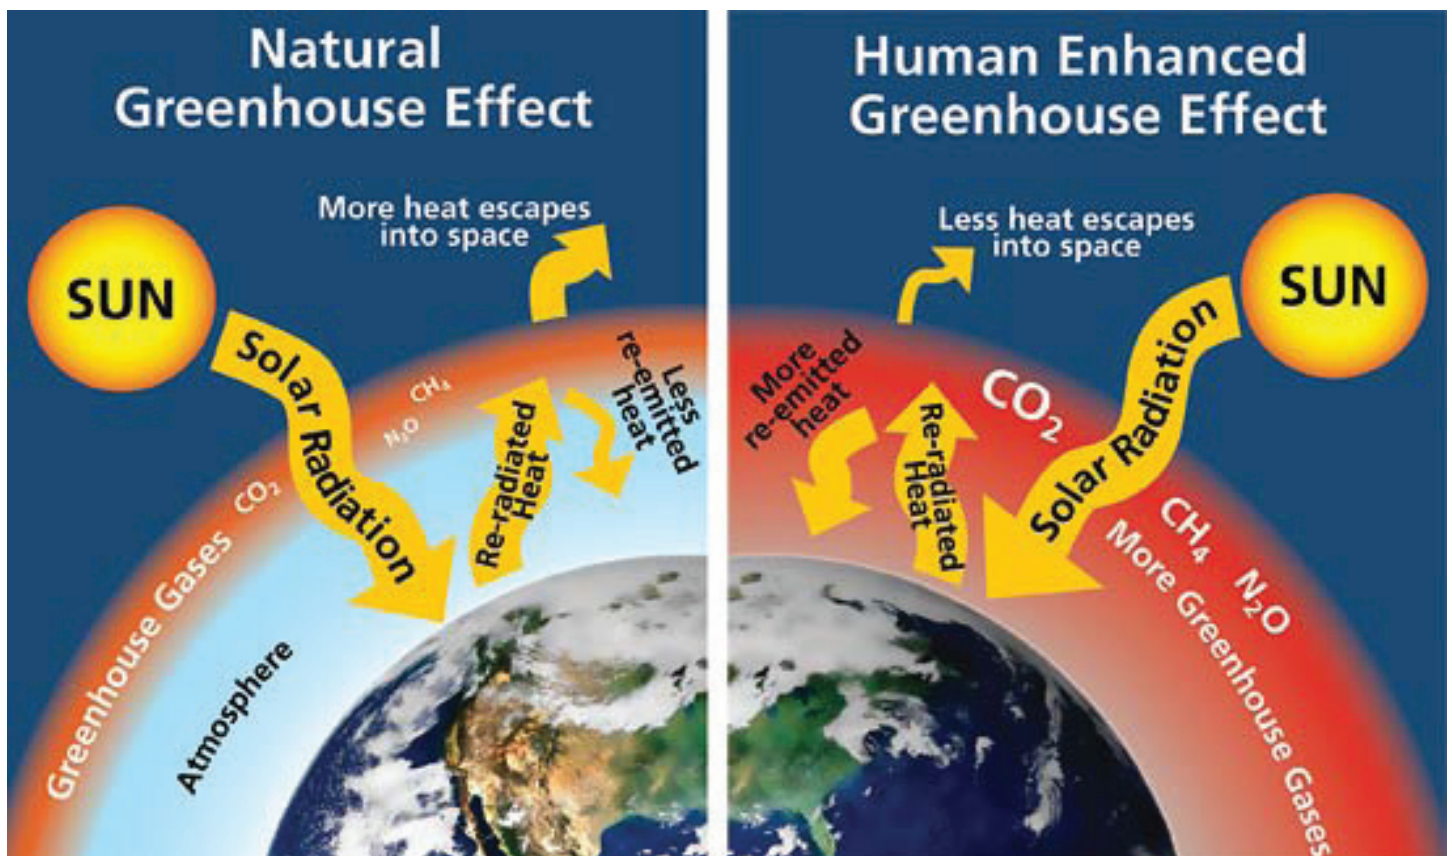 Natural
Greenhouse Effect
More heat escapes
into space
SUN
Solar Radiation
Re-radiated
Heat
Less
re-emitted
heat
CH₄
N₂O
CO₂
Greenhouse Gases
Atmosphere
Human Enhanced
Greenhouse Effect
Less heat escapes
into space
SUN
Solar Radiation
More
re-emitted
heat
Re-radiated
Heat
CO₂
CH₄
N₂O
More Greenhouse Gases